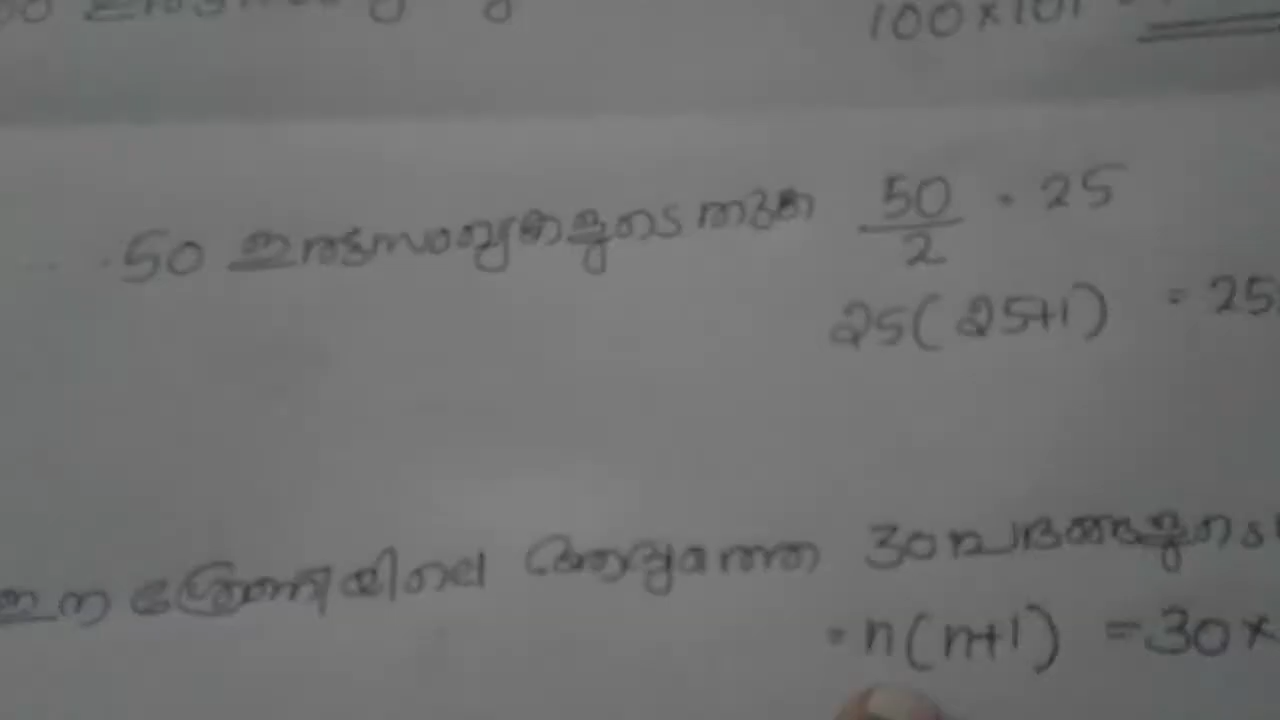 100×101
50 ഇരട്ടസംഖ്യകളുടെ തുക 50/2 = 25
25(25+1) = 25
ഈ ശ്രേണിയിലെ ആദ്യത്തെ 30 പദങ്ങളുടെ
= n(n+1) = 30×